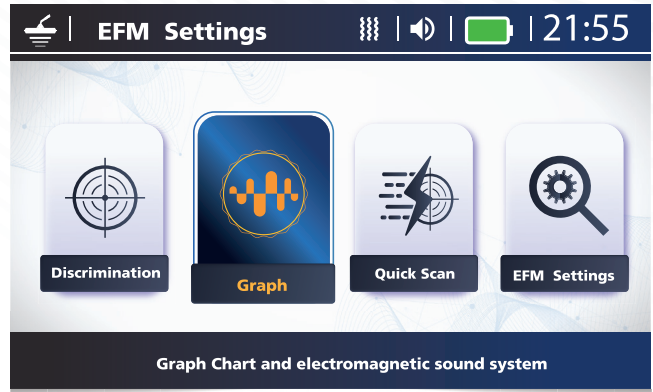 EFM Settings
21:55
Discrimination
Graph
Quick Scan
EFM Settings
Graph Chart and electromagnetic sound system